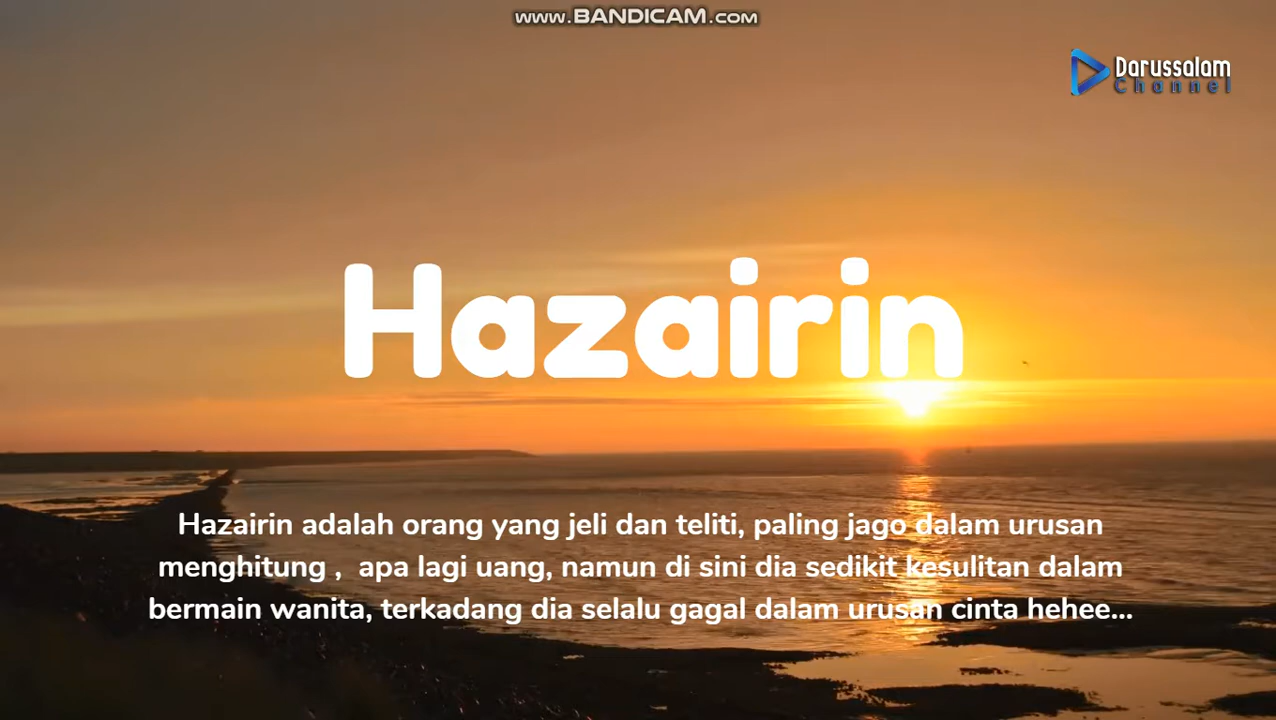 www.BANDICAM.com
Darussalam
Channel
Hazairin
Hazairin adalah orang yang jeli dan teliti, paling jago dalam urusan
menghitung ,  apa lagi uang, namun di sini dia sedikit kesulitan dalam
bermain wanita, terkadang dia selalu gagal dalam urusan cinta hehee...